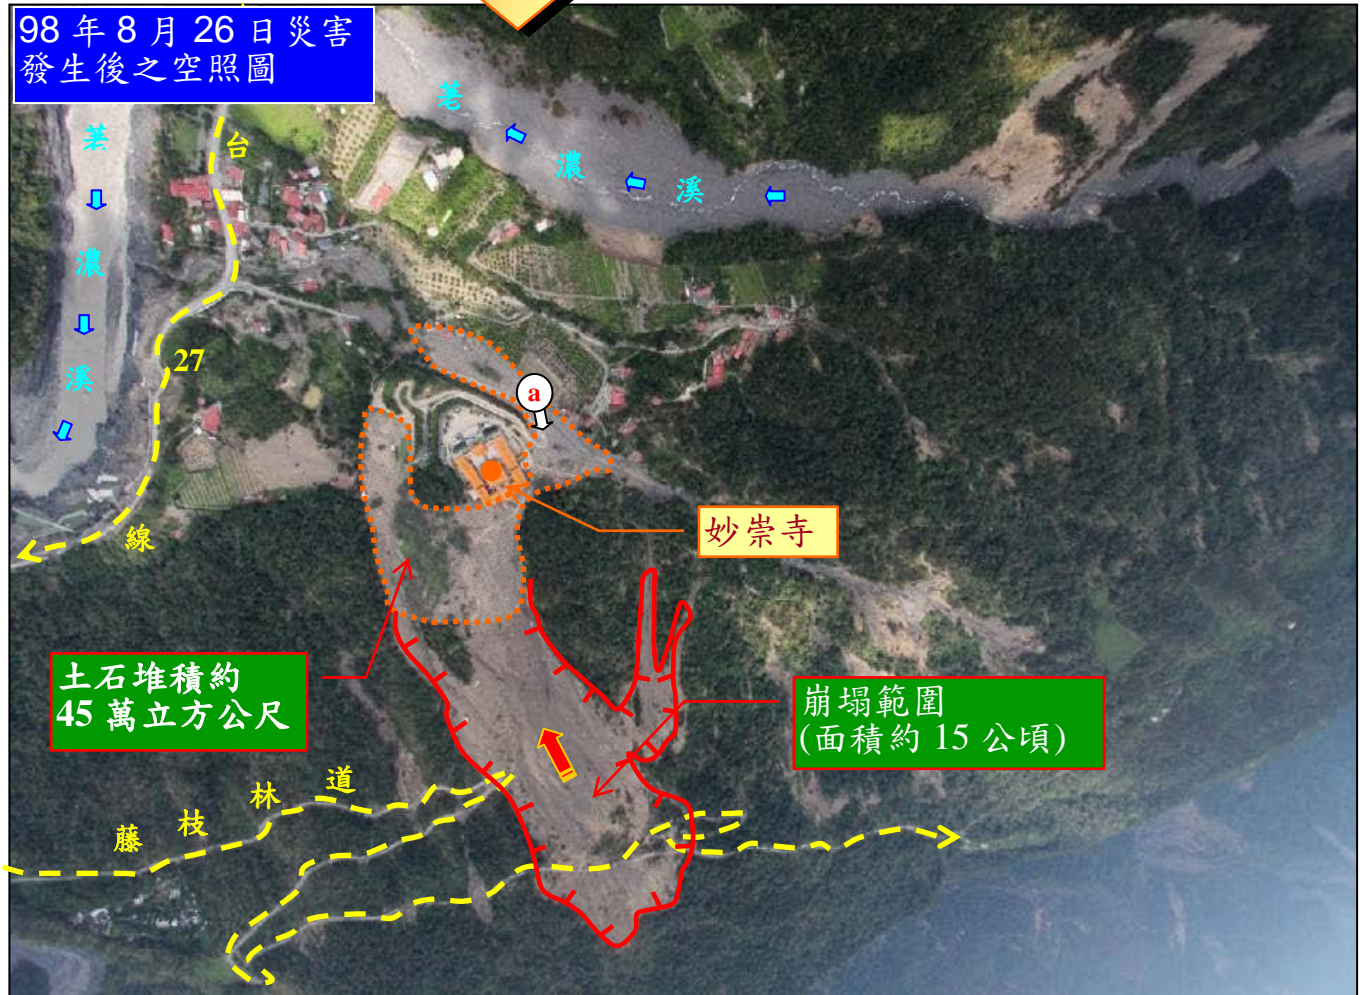 98 年 8 月 26 日災害
發生後之空照圖
荖
濃
溪
荖
濃
溪
台
27
線
a
妙崇寺
土石堆積約
45 萬立方公尺
崩塌範圍
(面積約 15 公頃)
藤枝林道